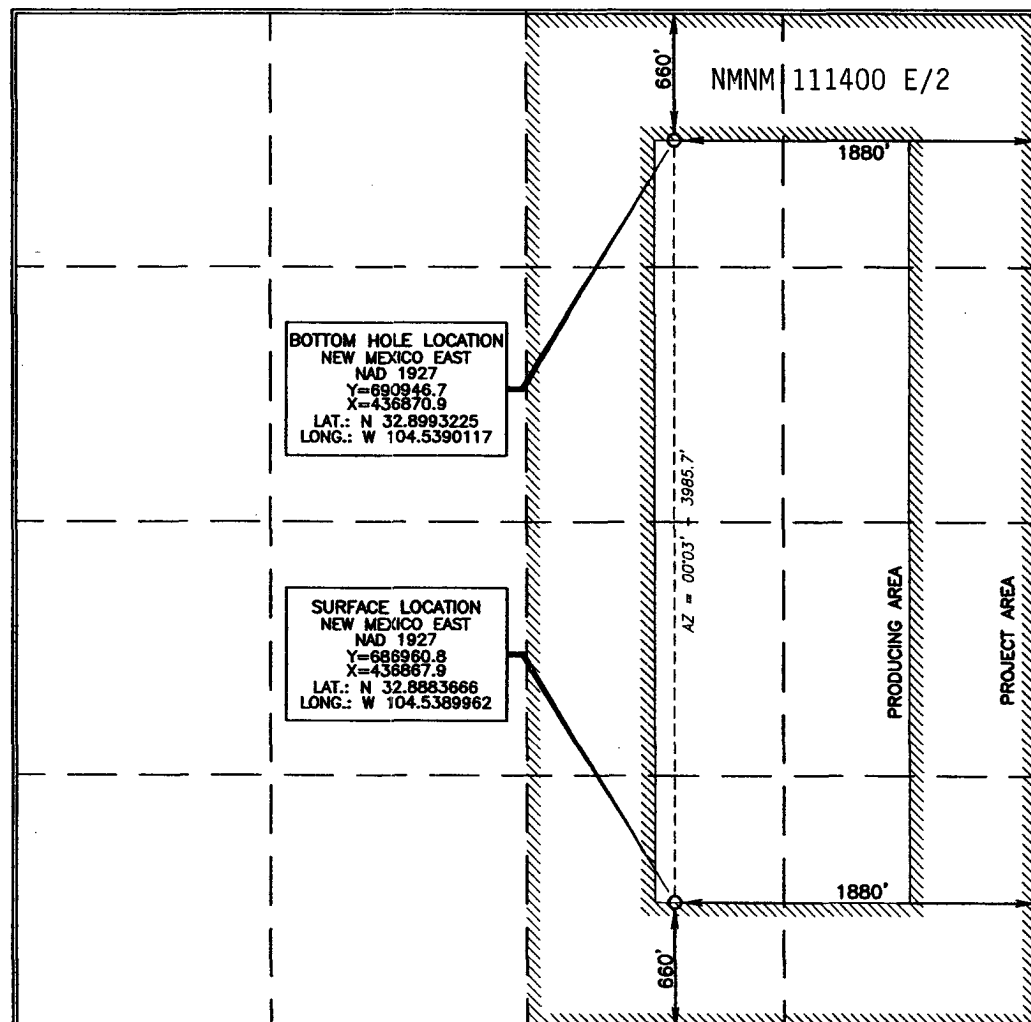 660'
NMNM 111400 E/2
1880'
BOTTOM HOLE LOCATION
NEW MEXICO EAST
NAD 1927
Y=690946.7
X=436870.9
LAT.: N 32.8993225
LONG.: W 104.5390117
AZ = 00°03' - 3985.7'
SURFACE LOCATION
NEW MEXICO EAST
NAD 1927
Y=686960.8
X=436867.9
LAT.: N 32.8883666
LONG.: W 104.5389962
PRODUCING AREA
PROJECT AREA
1880'
660'